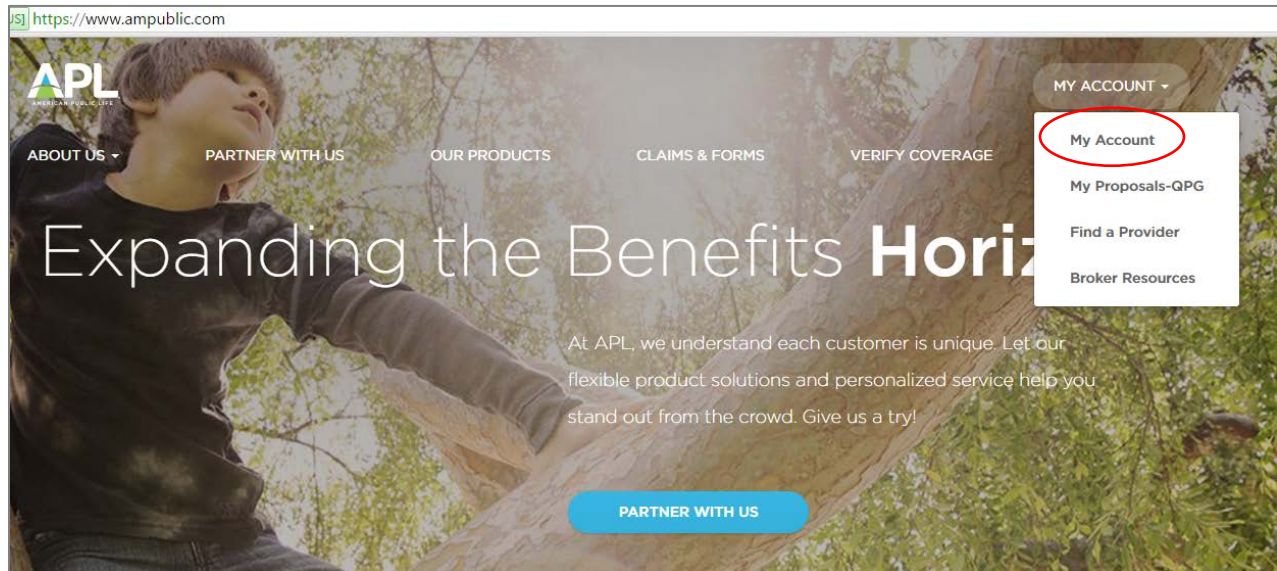 US] https://www.ampublic.com
APL
AMERICAN PUBLIC LIFE
MY ACCOUNT
My Account
My Proposals-QPG
Find a Provider
Broker Resources
ABOUT US
PARTNER WITH US
OUR PRODUCTS
CLAIMS & FORMS
VERIFY COVERAGE
Expanding the Benefits Horiz
At APL, we understand each customer is unique. Let our
flexible product solutions and personalized service help you
stand out from the crowd. Give us a try!
PARTNER WITH US